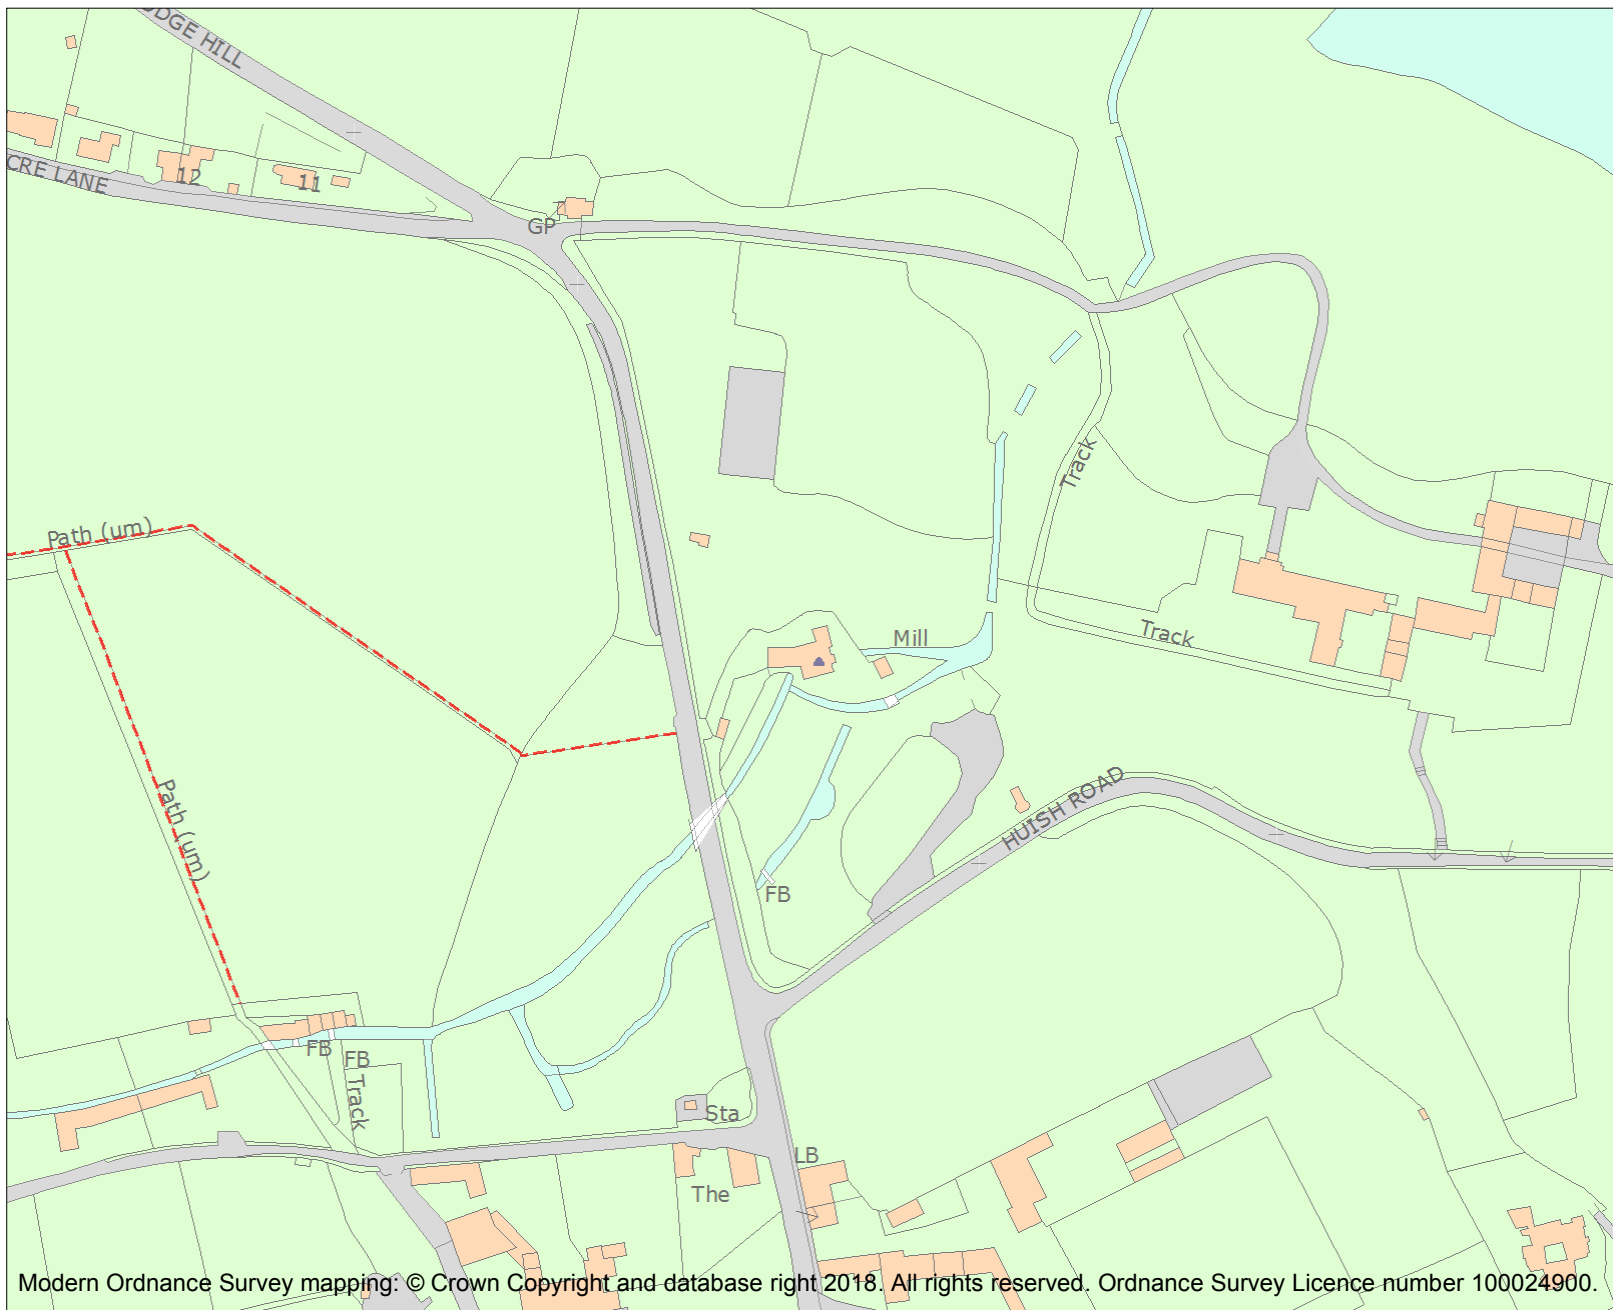 DGE HILL
CRE LANE
12
11
GP
Track
Path (um)
Mill
Track
HUISH ROAD
Path (um)
FB
FB
FB
Track
Sta
LB
The
Modern Ordnance Survey mapping: © Crown Copyright and database right 2018. All rights reserved. Ordnance Survey Licence number 100024900.